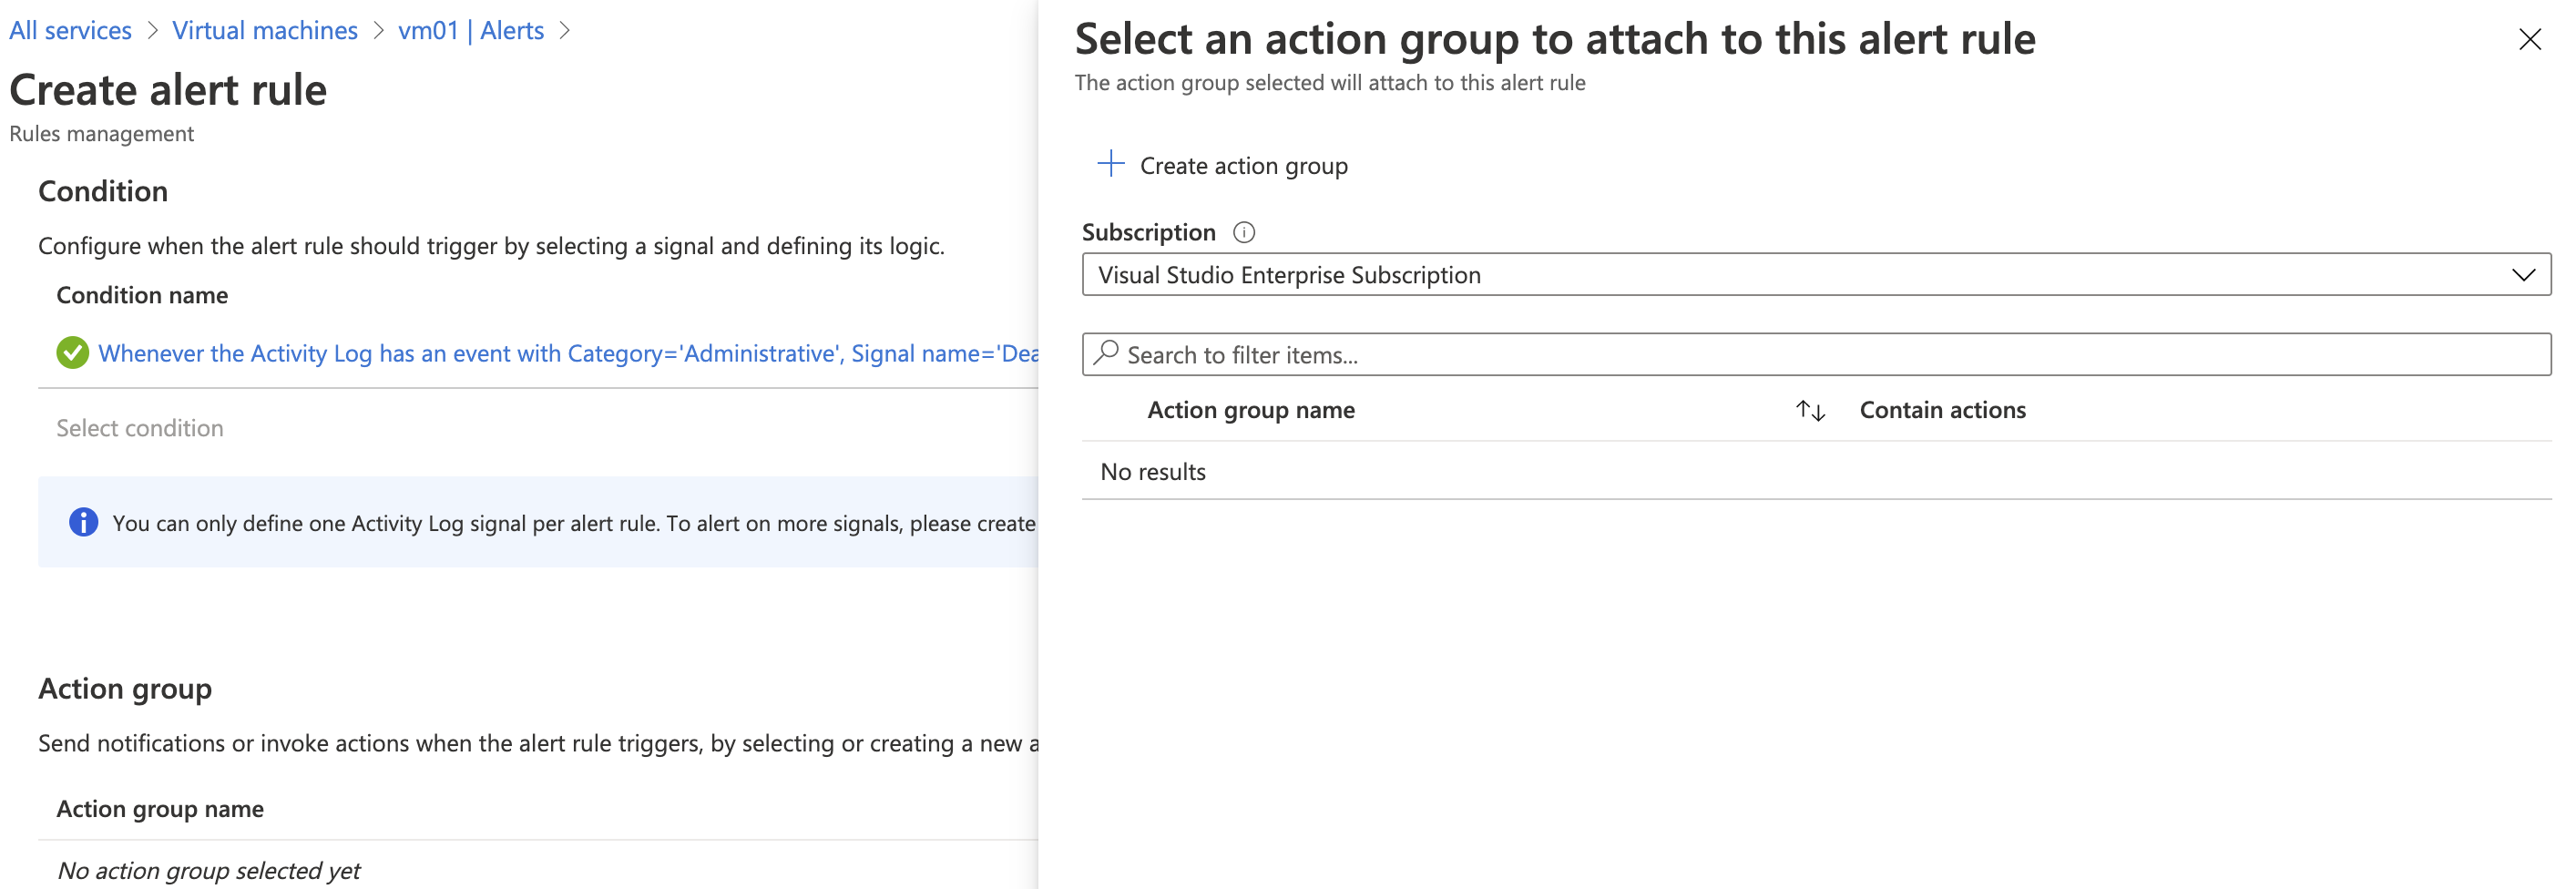 All services > Virtual machines > vm01 | Alerts >
Create alert rule
Rules management
Condition
Configure when the alert rule should trigger by selecting a signal and defining its logic.
Condition name
Whenever the Activity Log has an event with Category='Administrative', Signal name='Dea
Select condition
You can only define one Activity Log signal per alert rule. To alert on more signals, please create
Action group
Send notifications or invoke actions when the alert rule triggers, by selecting or creating a new a
Action group name
No action group selected yet
Select an action group to attach to this alert rule
The action group selected will attach to this alert rule
Create action group
Subscription
Visual Studio Enterprise Subscription
Search to filter items...
Action group name Contain actions
No results